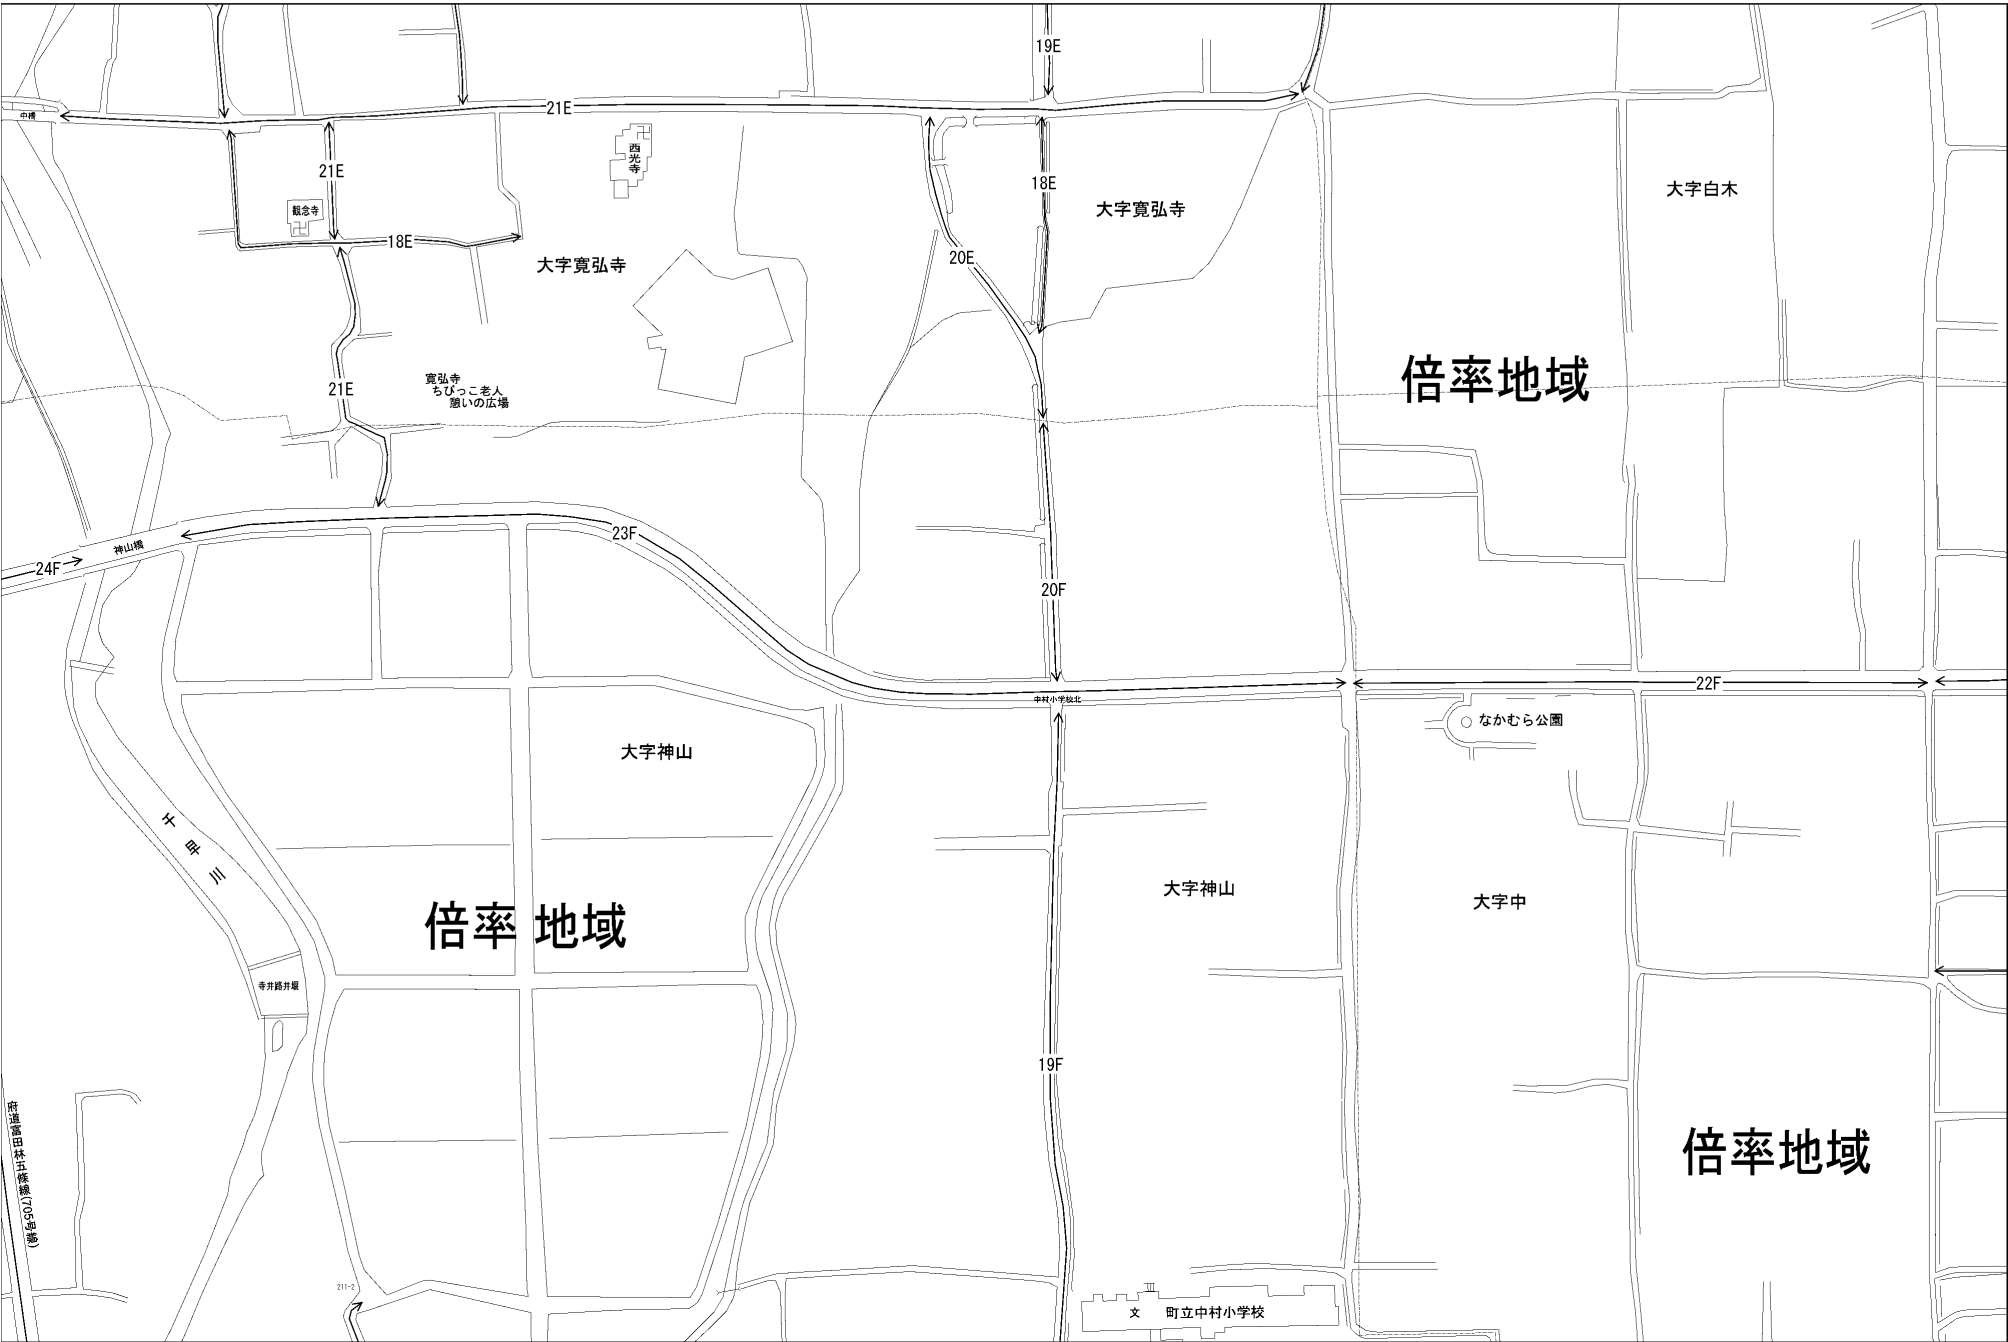 19E
21E
中橋
21E
西光寺
18E
大字白木
大字寛弘寺
観念寺
18E
20E
大字寛弘寺
倍率地域
寛弘寺
ちびっこ老人
憩いの広場
21E
23F
神山橋
24F
20F
22F
中村小学校北
なかむら公園
大字神山
千早川
大字神山
大字中
倍率地域
寺井路井堰
19F
府道富田林五條線(705号線)
倍率地域
211-2
文
町立中村小学校